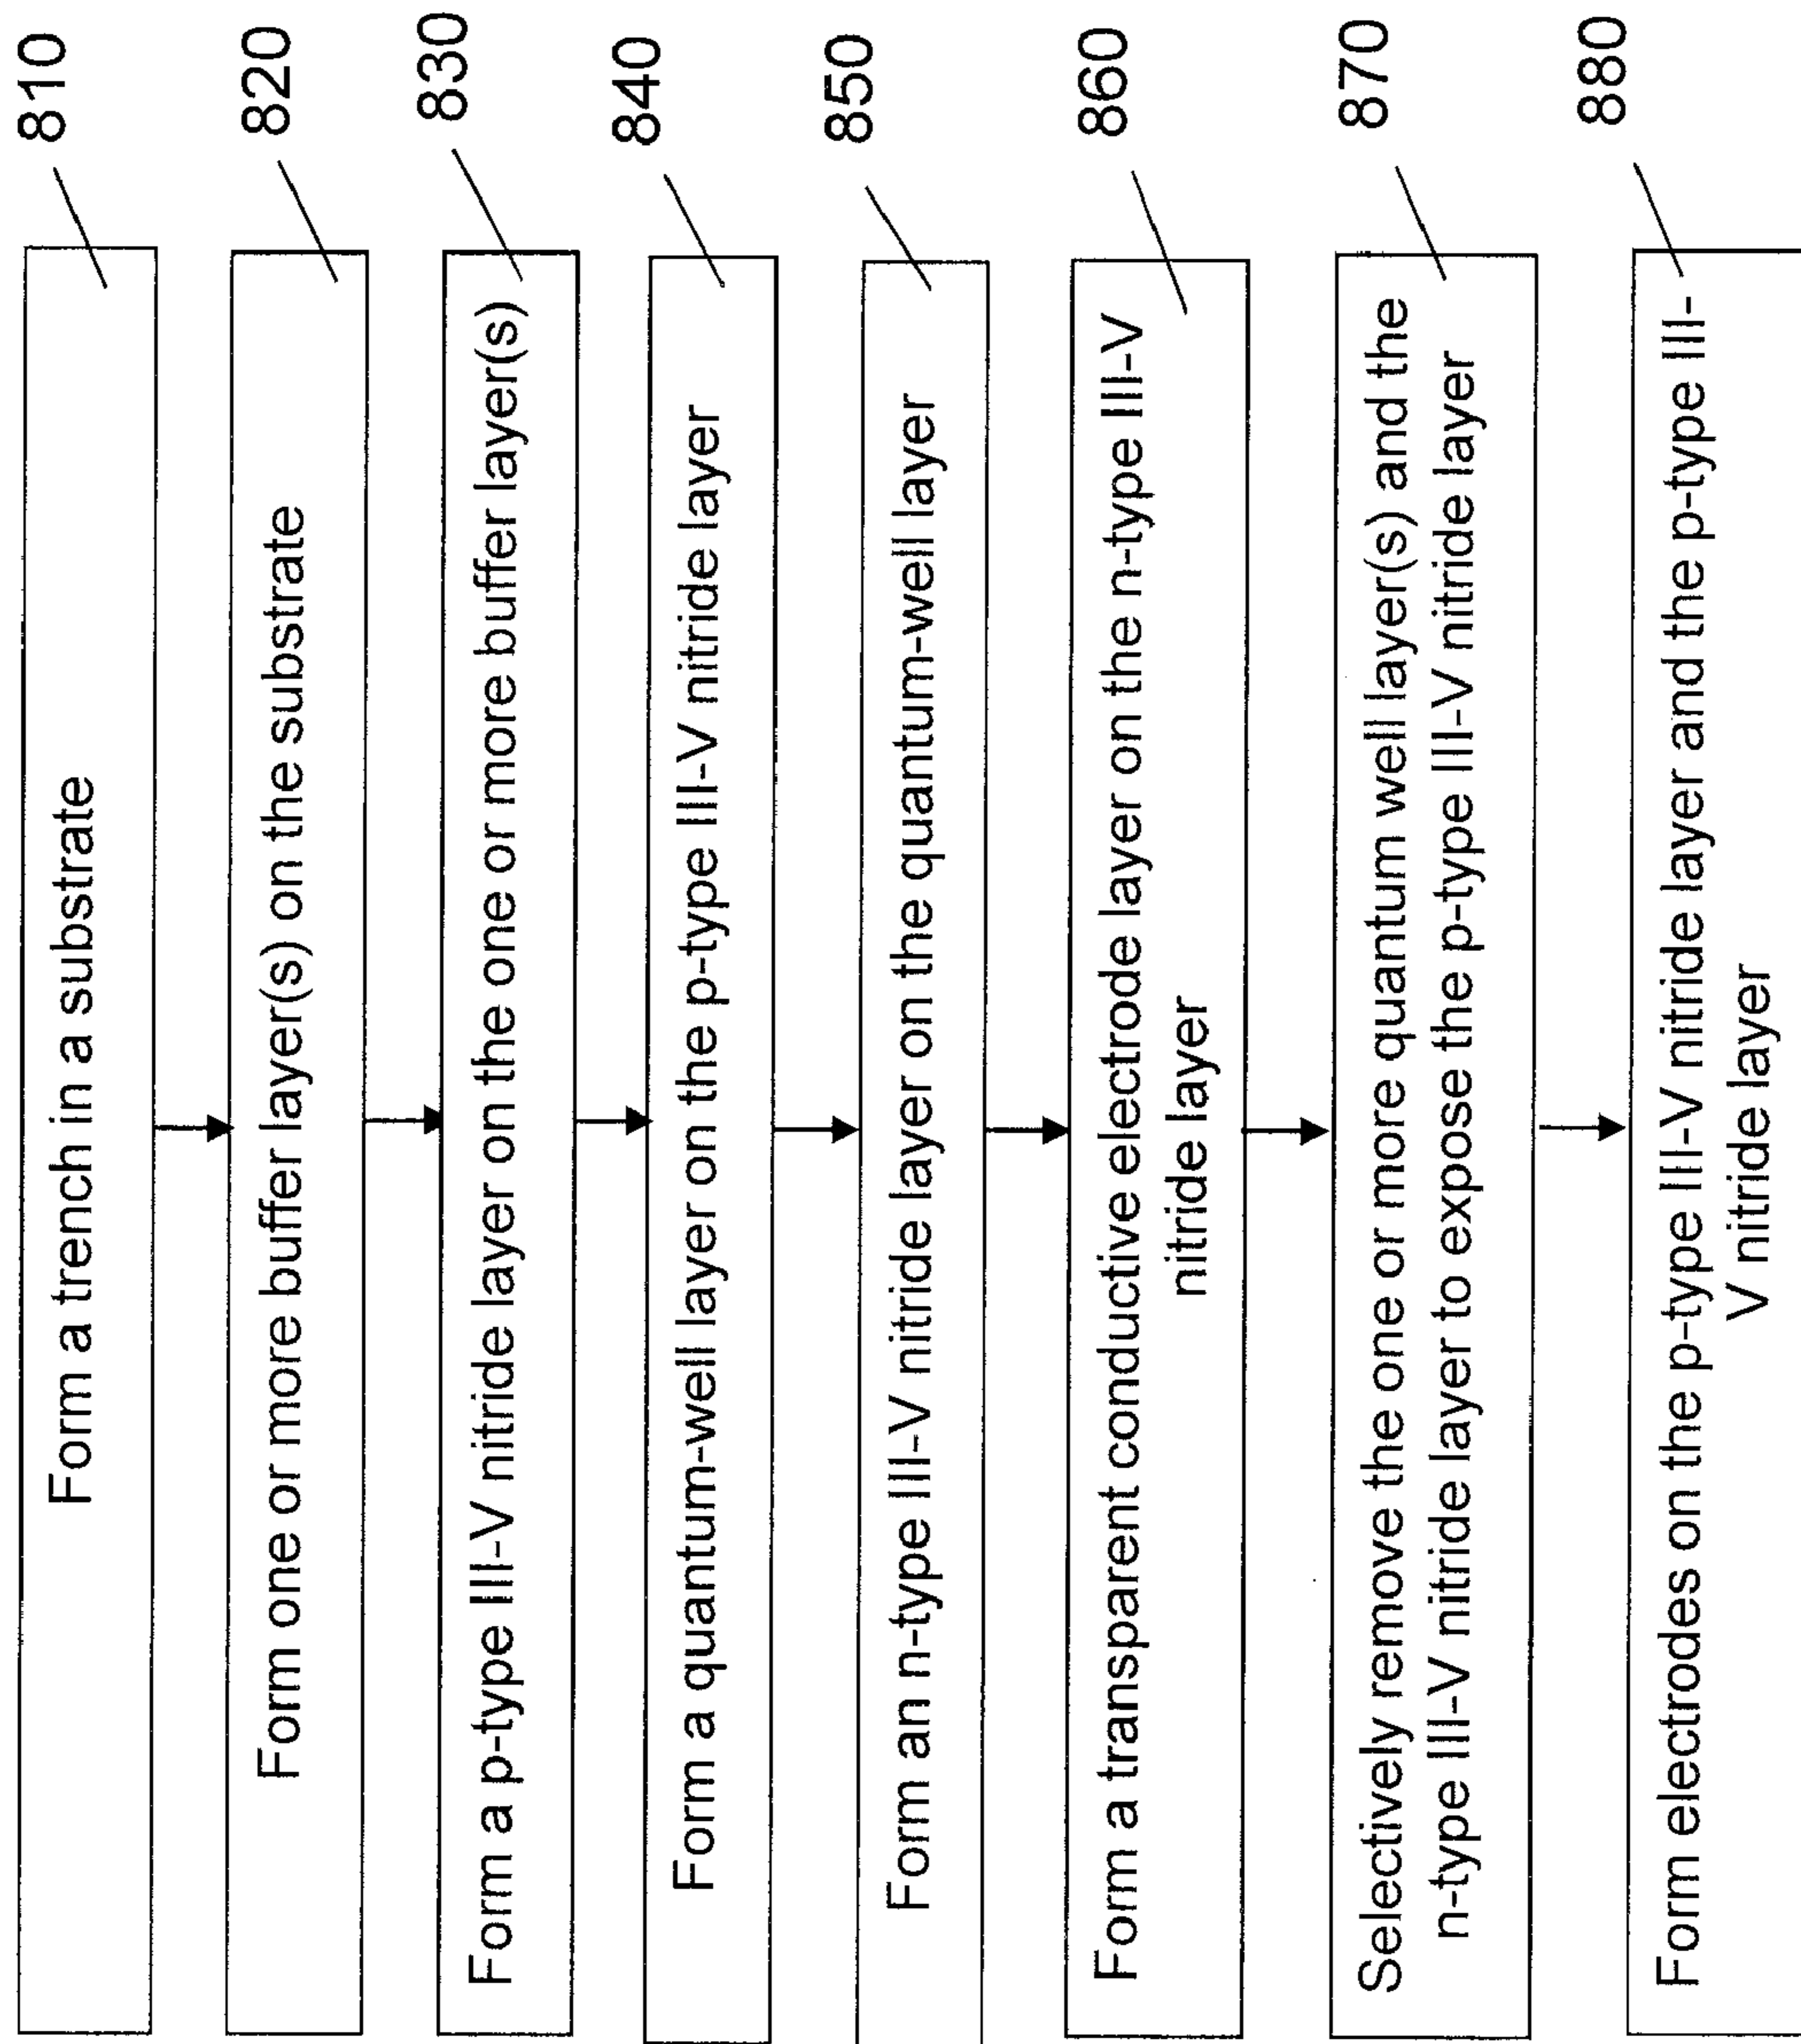 810
Form a trench in a substrate
820
Form one or more buffer layer(s) on the substrate
830
Form a p-type III-V nitride layer on the one or more buffer layer(s)
840
Form a quantum-well layer on the p-type III-V nitride layer
850
Form an n-type III-V nitride layer on the quantum-well layer
860
Form a transparent conductive electrode layer on the n-type III-V
nitride layer
870
Selectively remove the one or more quantum well layer(s) and the
n-type III-V nitride layer to expose the p-type III-V nitride layer
880
Form electrodes on the p-type III-V nitride layer and the p-type III-
V nitride layer